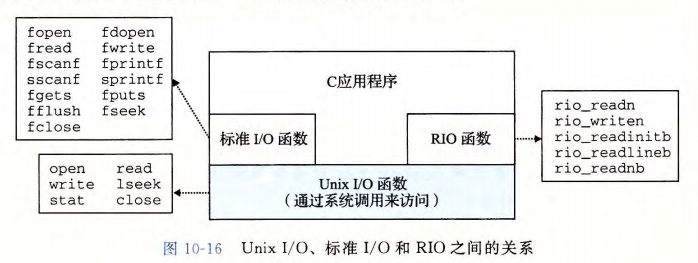 fopen fdopen
fread fwrite
fscanf fprintf
sscanf sprintf
fgets fputs
fflush fseek
fclose
C应用程序
标准 I/O 函数
RIO 函数
rio_readn
rio_writen
rio_readinitb
rio_readlineb
rio_readnb
open read
write lseek
stat close
Unix I/O 函数
（通过系统调用来访问）
图 10-16 Unix I/O、标准 I/O 和 RIO 之间的关系